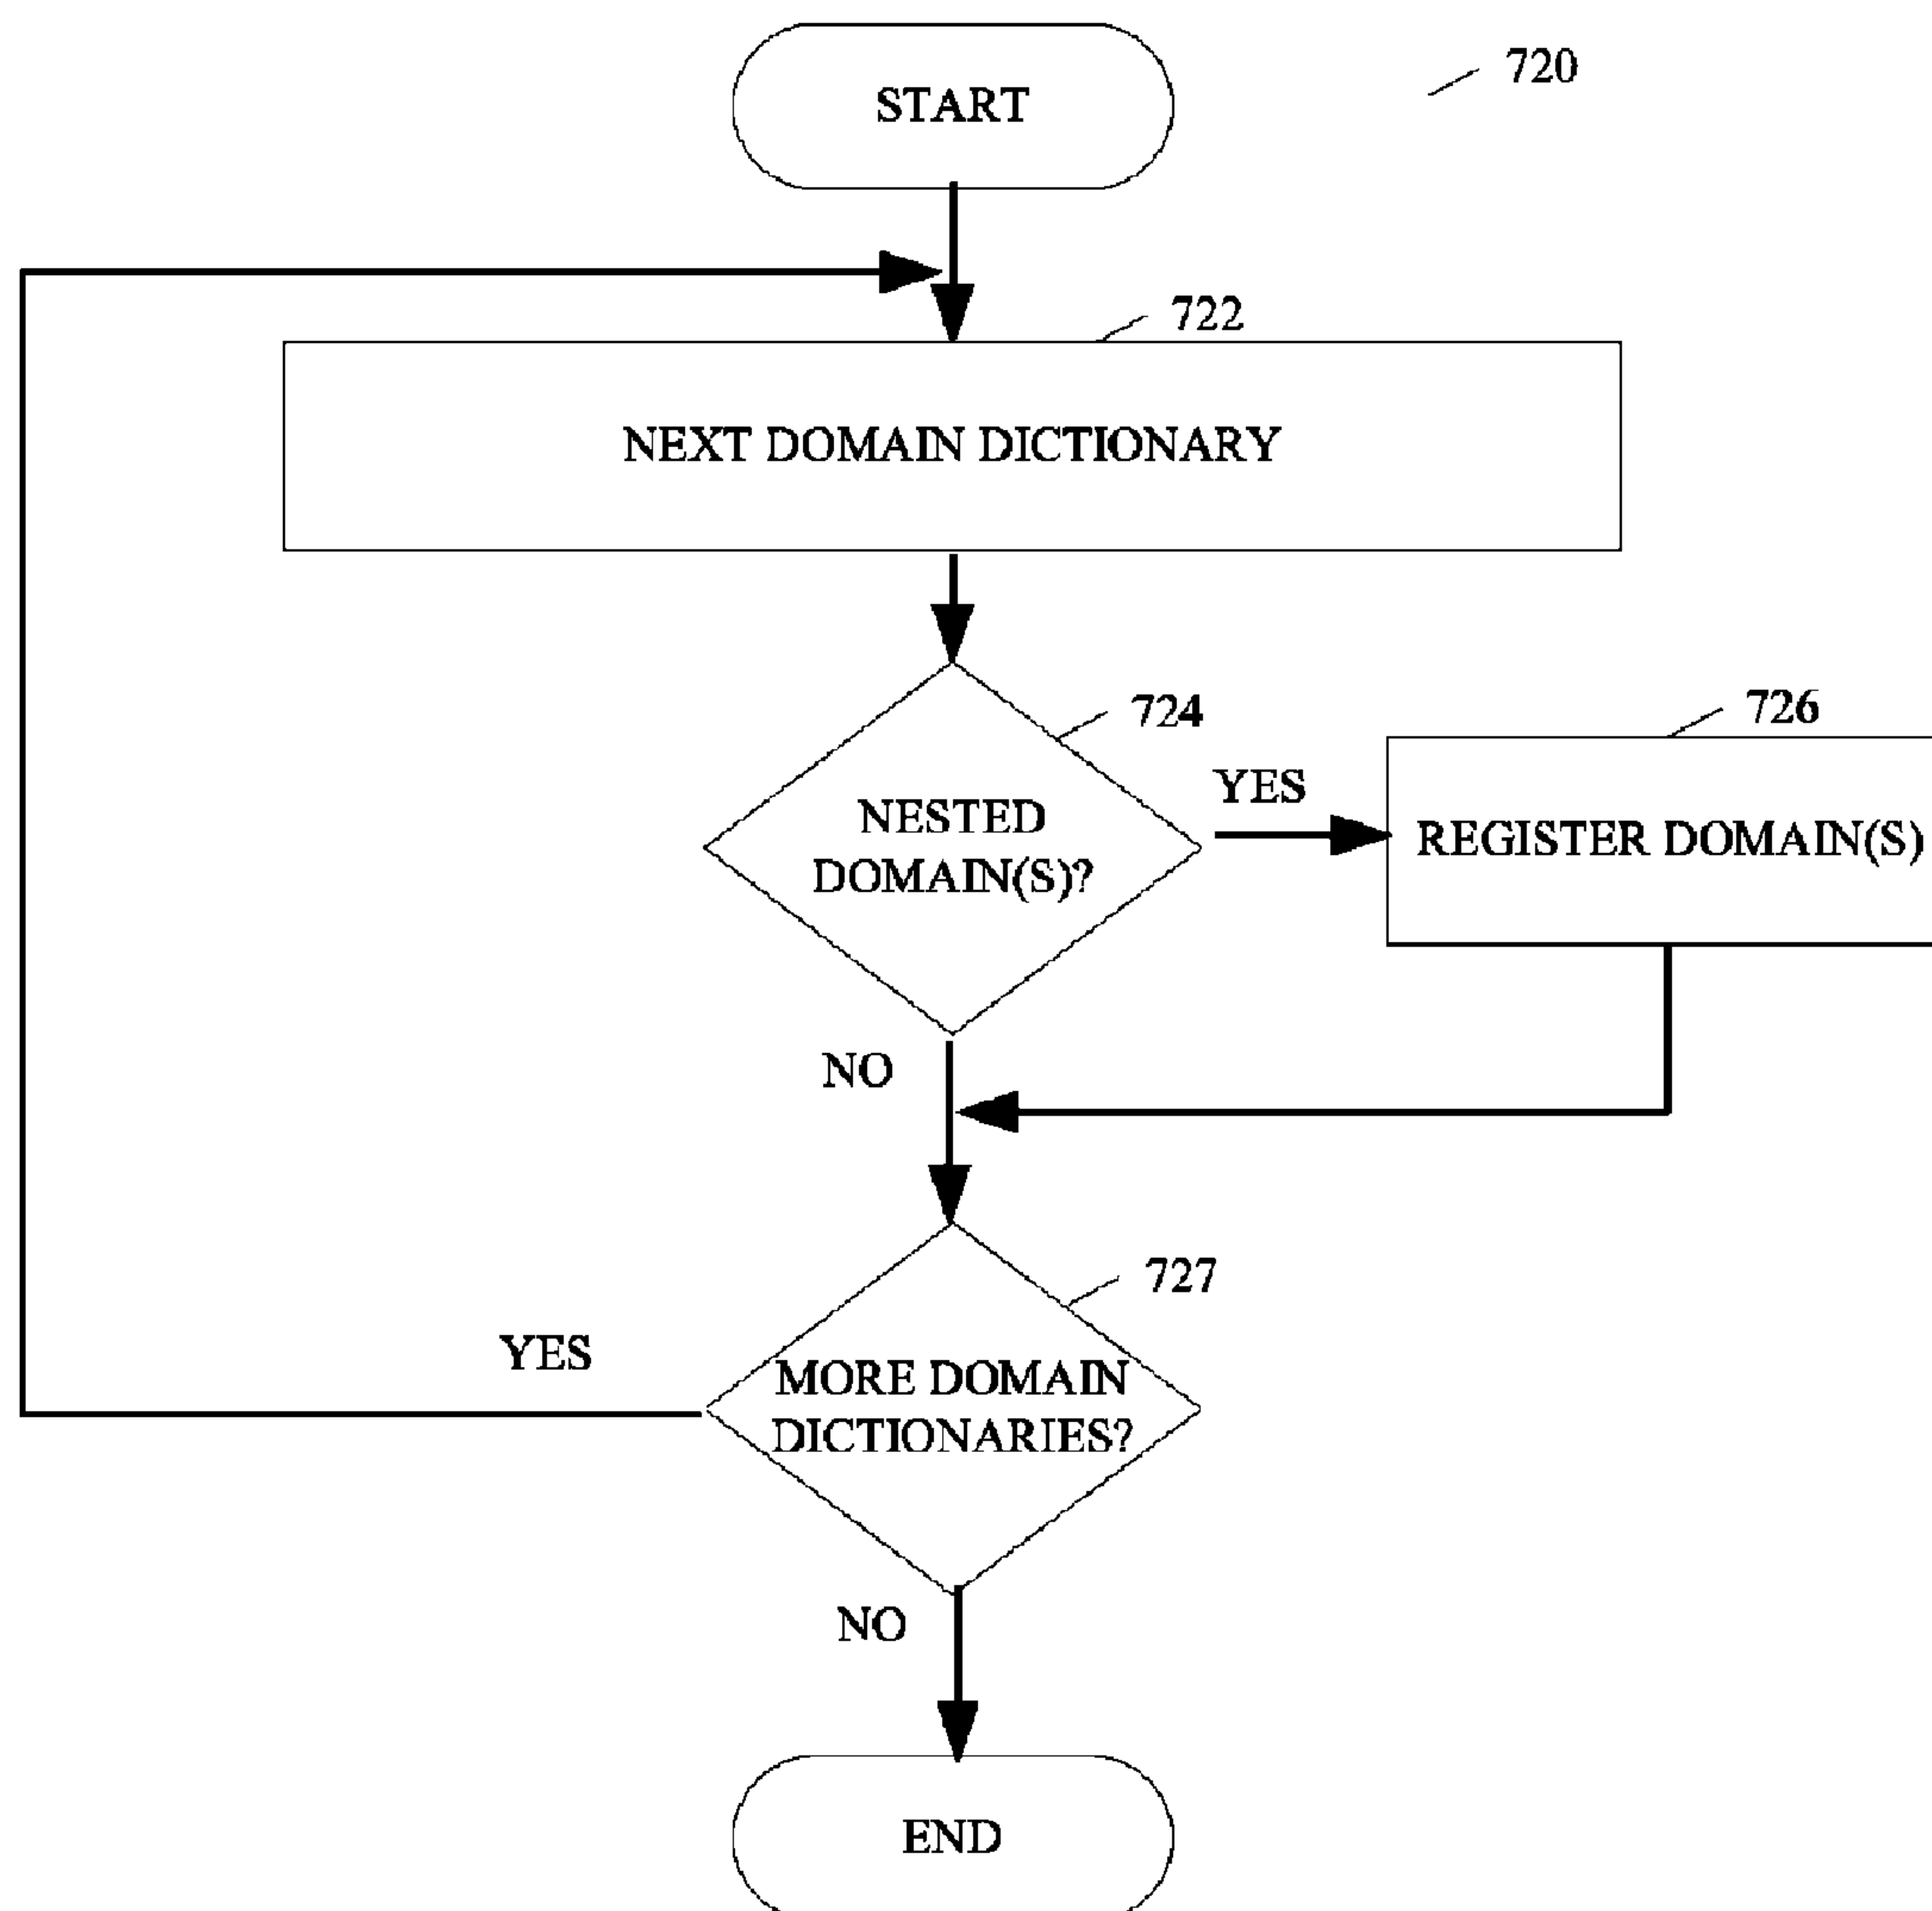 START
720
722
NEXT DOMAIN DICTIONARY
724
726
YES
NESTED
DOMAIN(S)?
REGISTER DOMAIN(S)
NO
727
YES
MORE DOMAIN
DICTIONARIES?
NO
END